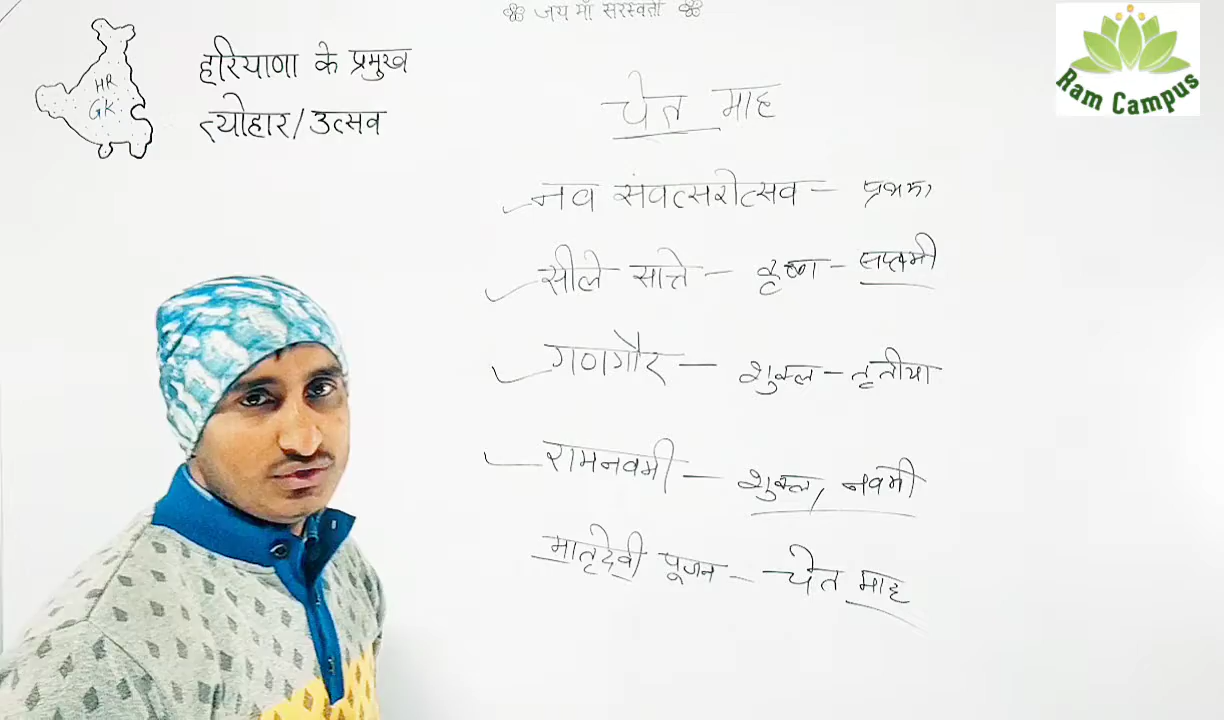 जय माँ सरस्वती
Ram Campus
HR
GK
हरियाणा के प्रमुख
त्योहार/उत्सव
चेत माह
नव संवत्सरोत्सव - प्रथमा
सीले सात्ते - कृष्ण - सप्तमी
गणगौर - शुक्ल - तृतीया
रामनवमी - शुक्ल, नवमी
मातृदेवी पूजन - चेत माह